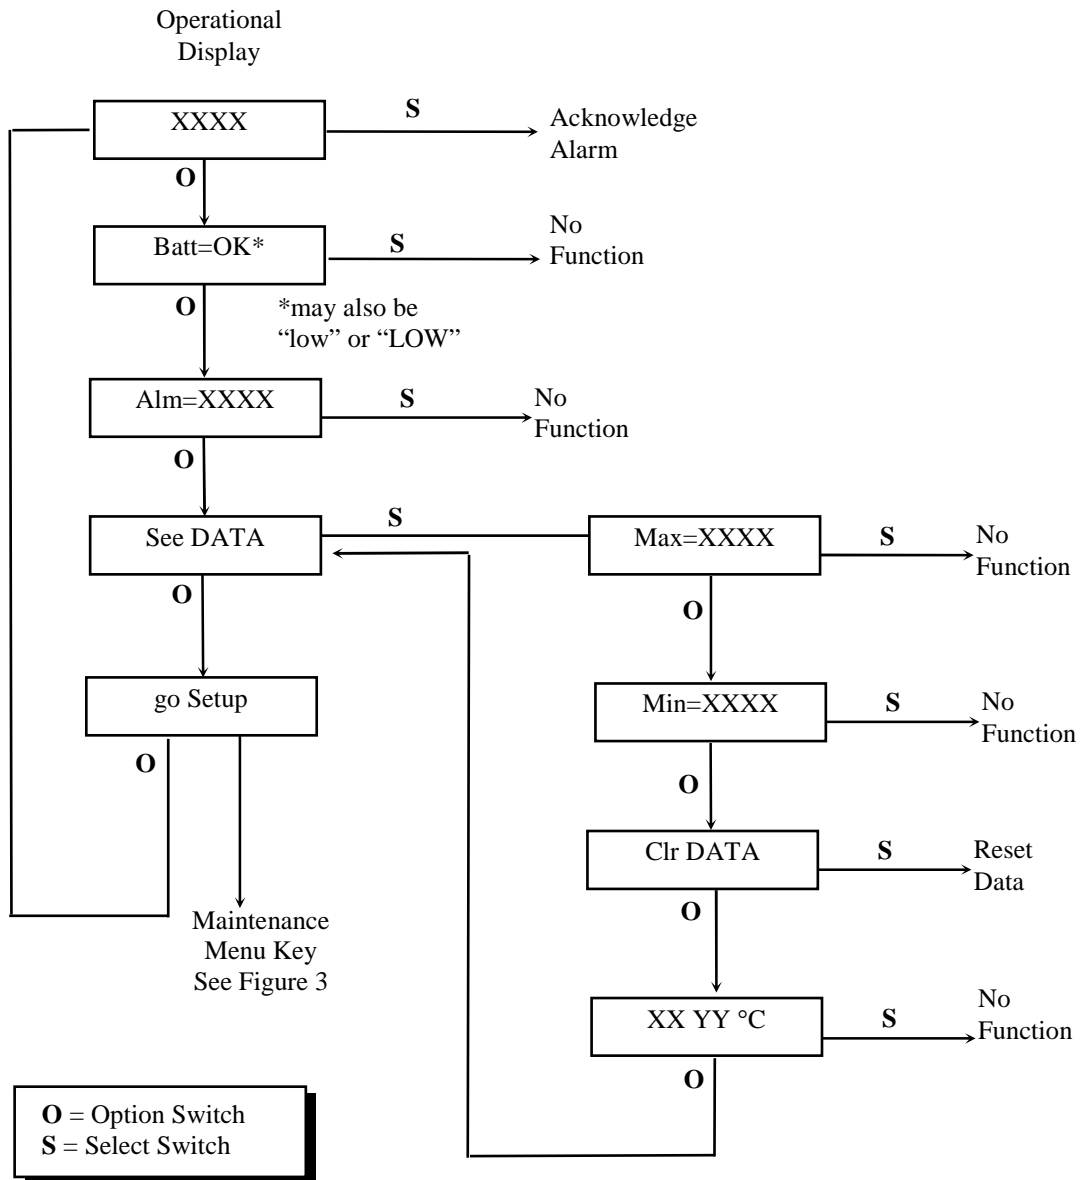 Operational
Display
XXXX
S
Acknowledge
Alarm
O
Batt=OK*
S
No
Function
O
*may also be
“low” or “LOW”
Alm=XXXX
S
No
Function
O
See DATA
S
Max=XXXX
S
No
Function
O
O
go Setup
Min=XXXX
S
No
Function
O
O
Clr DATA
S
Reset
Data
Maintenance
Menu Key
See Figure 3
O
XX YY °C
S
No
Function
O
O = Option Switch
S = Select Switch